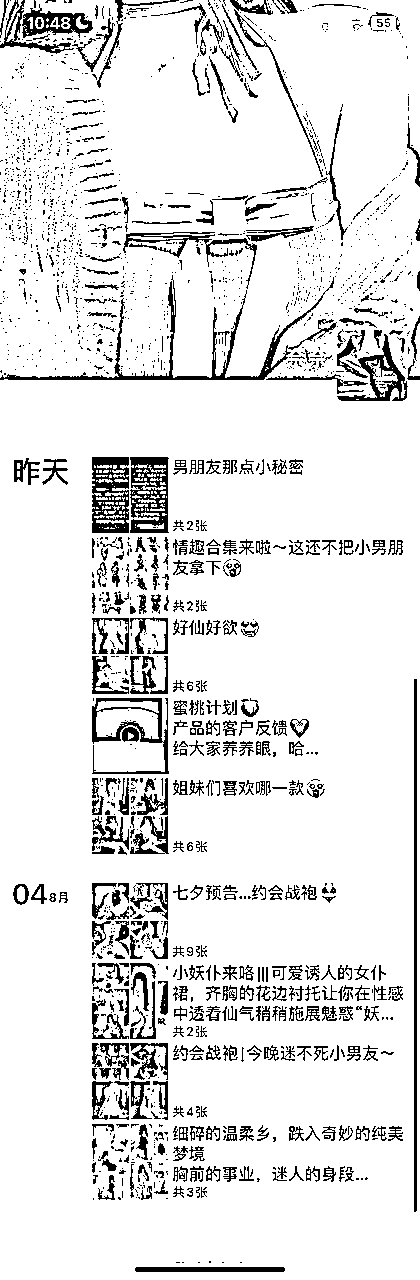 10:48
55
昨天
男朋友那点小秘密
共2张
情趣合集来啦～这还不把小男朋
友拿下
共2张
好仙好欲
共6张
蜜桃计划
产品的客户反馈
给大家养养眼，哈...
姐妹们喜欢哪一款
共6张
04 8月
七夕预告...约会战袍
共9张
小妖仆来咯|||可爱诱人的女仆
裙，齐胸的花边衬托让你在性感
中透着仙气稍稍施展魅惑“妖...
共2张
约会战袍|今晚迷不死小男友～
共4张
细碎的温柔乡，跌入奇妙的纯美
梦境
胸前的事业，迷人的身段...
共3张